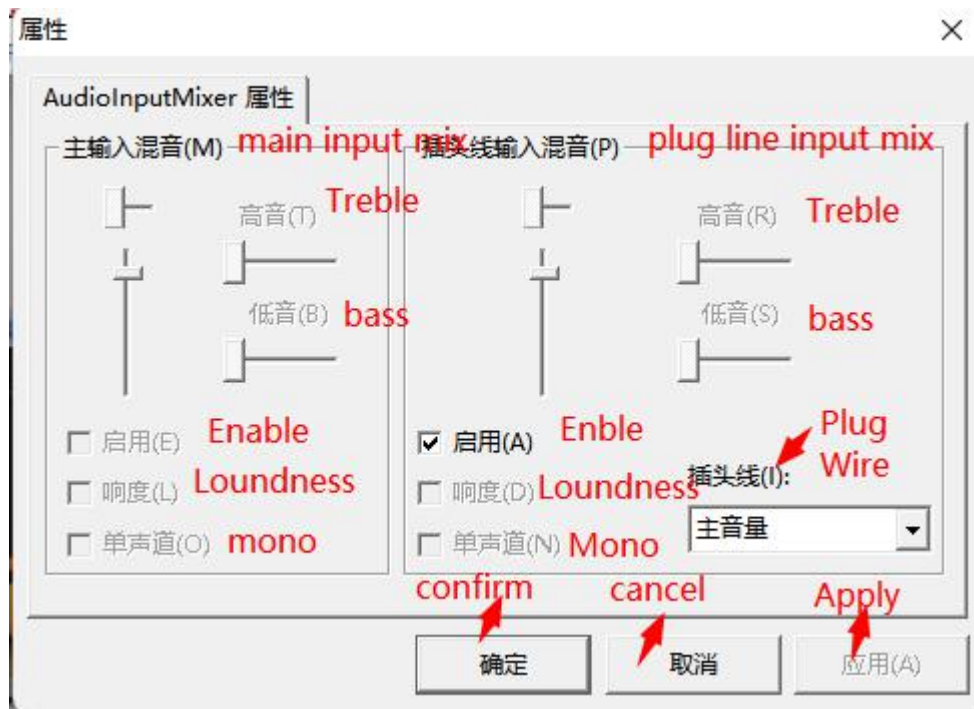 属性
AudioInputMixer 属性
主输入混音(M) main input mix
插头线输入混音(P) plug line input mix
高音(T) Treble
高音(R) Treble
低音(B) bass
低音(S) bass
启用(E) Enable
启用(A) Enble
Plug Wire
响度(L) Loundness
响度(D) Loundness
插头线(I):
单声道(O) mono
单声道(N) Mono
主音量
confirm
cancel
Apply
确定
取消
应用(A)